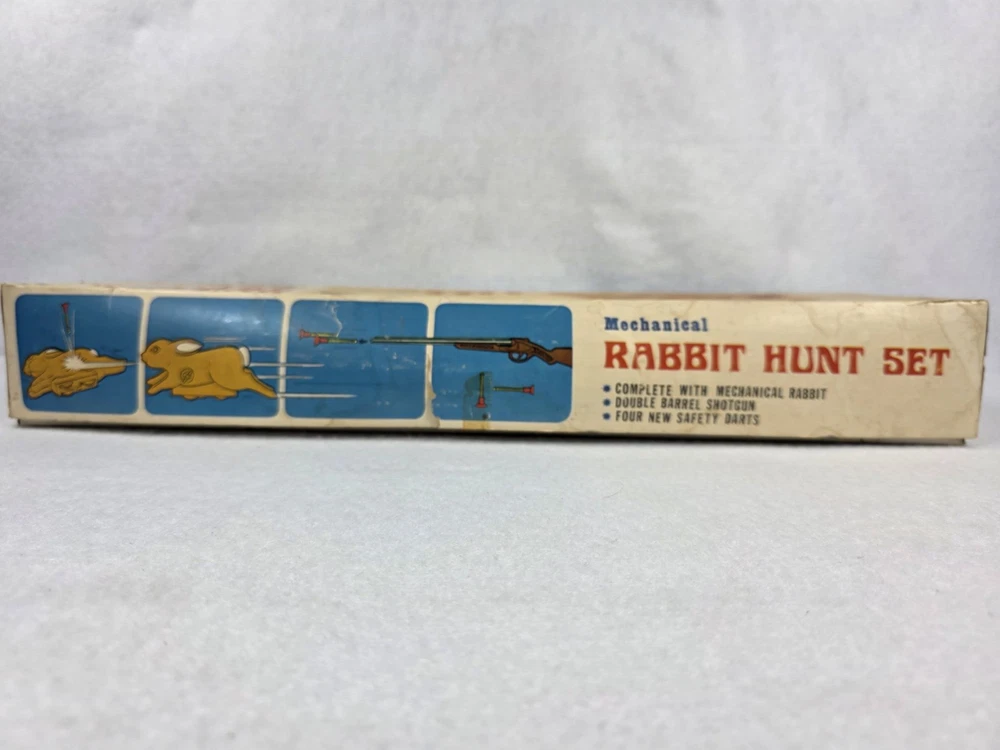 Mechanical
RABBIT HUNT SET
• COMPLETE WITH MECHANICAL RABBIT
• DOUBLE BARREL SHOTGUN
• FOUR NEW SAFETY DARTS